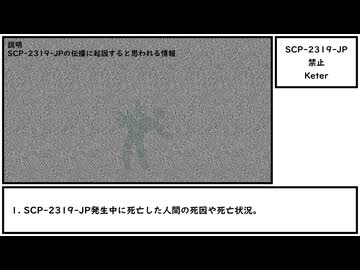 説明
SCP-2319-JPの伝播に起因すると思われる情報
SCP-2319-JP
禁止
Keter
1. SCP-2319-JP発生中に死亡した人間の死因や死亡状況。